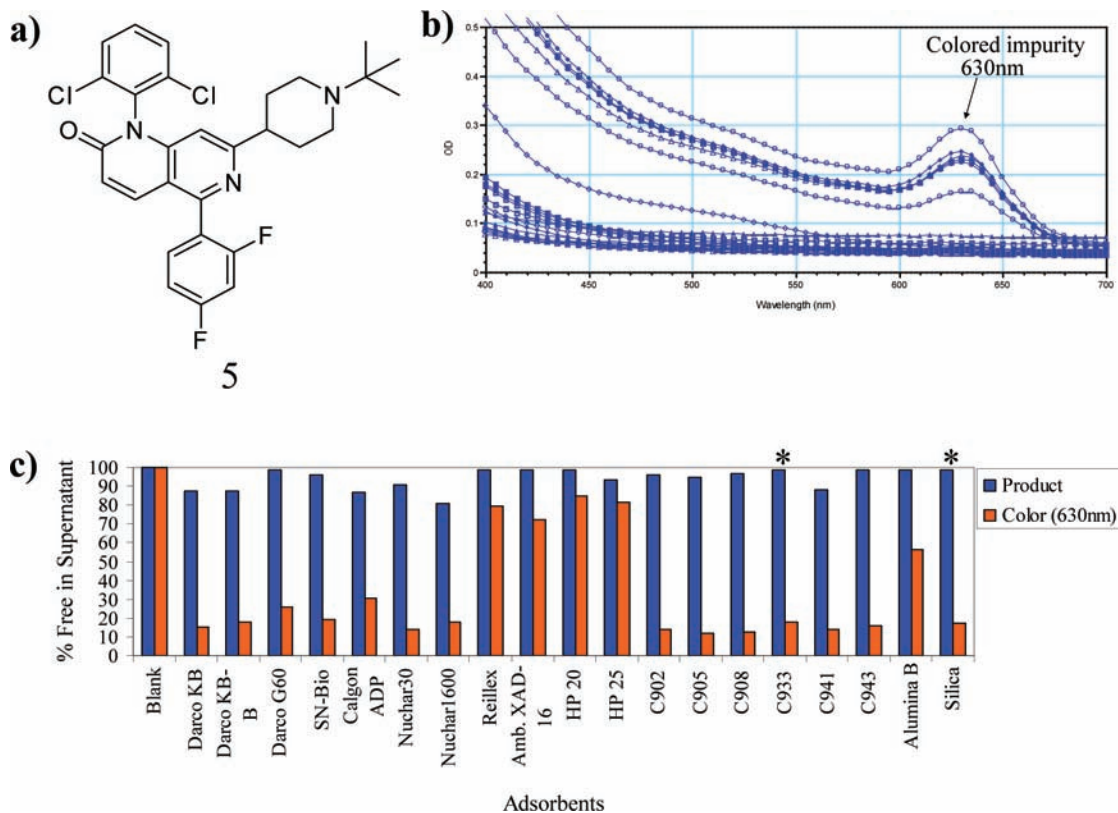 a)
Cl
Cl
O
N
N
N
F
F
5
b)
0.5
0.4
0.3
0.2
0.1
0
OD
400
450
500
550
600
650
700
Wavelength (nm)
Colored impurity
630nm
c)
% Free in Supernatant
100
90
80
70
60
50
40
30
20
10
0
*
*
Product
Color (630nm)
Blank
Darco KB
Darco KB-
B
Darco G60
SN-Bio
Calgon
ADP
Nuchar30
Nuchar1600
Reillex
Amb. XAD-
16
HP 20
HP 25
C902
C905
C908
C933
C941
C943
Alumina B
Silica
Adsorbents